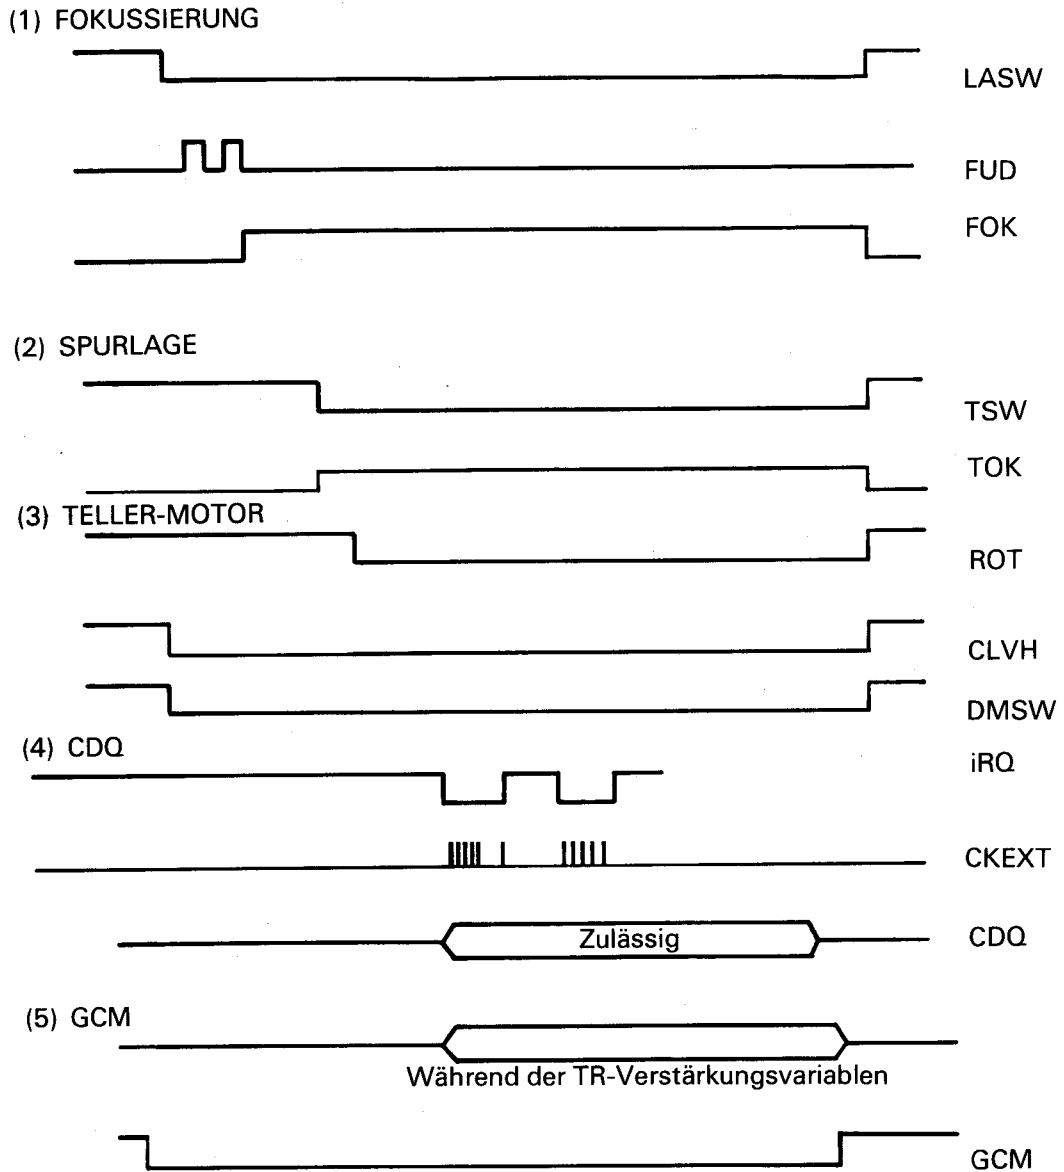 (1) FOKUSSIERUNG
LASW
FUD
FOK
(2) SPURLAGE
TSW
TOK
(3) TELLER-MOTOR
ROT
CLVH
DMSW
(4) CDQ
iRQ
CKEXT
Zulässig
CDQ
(5) GCM
Während der TR-Verstärkungsvariablen
GCM